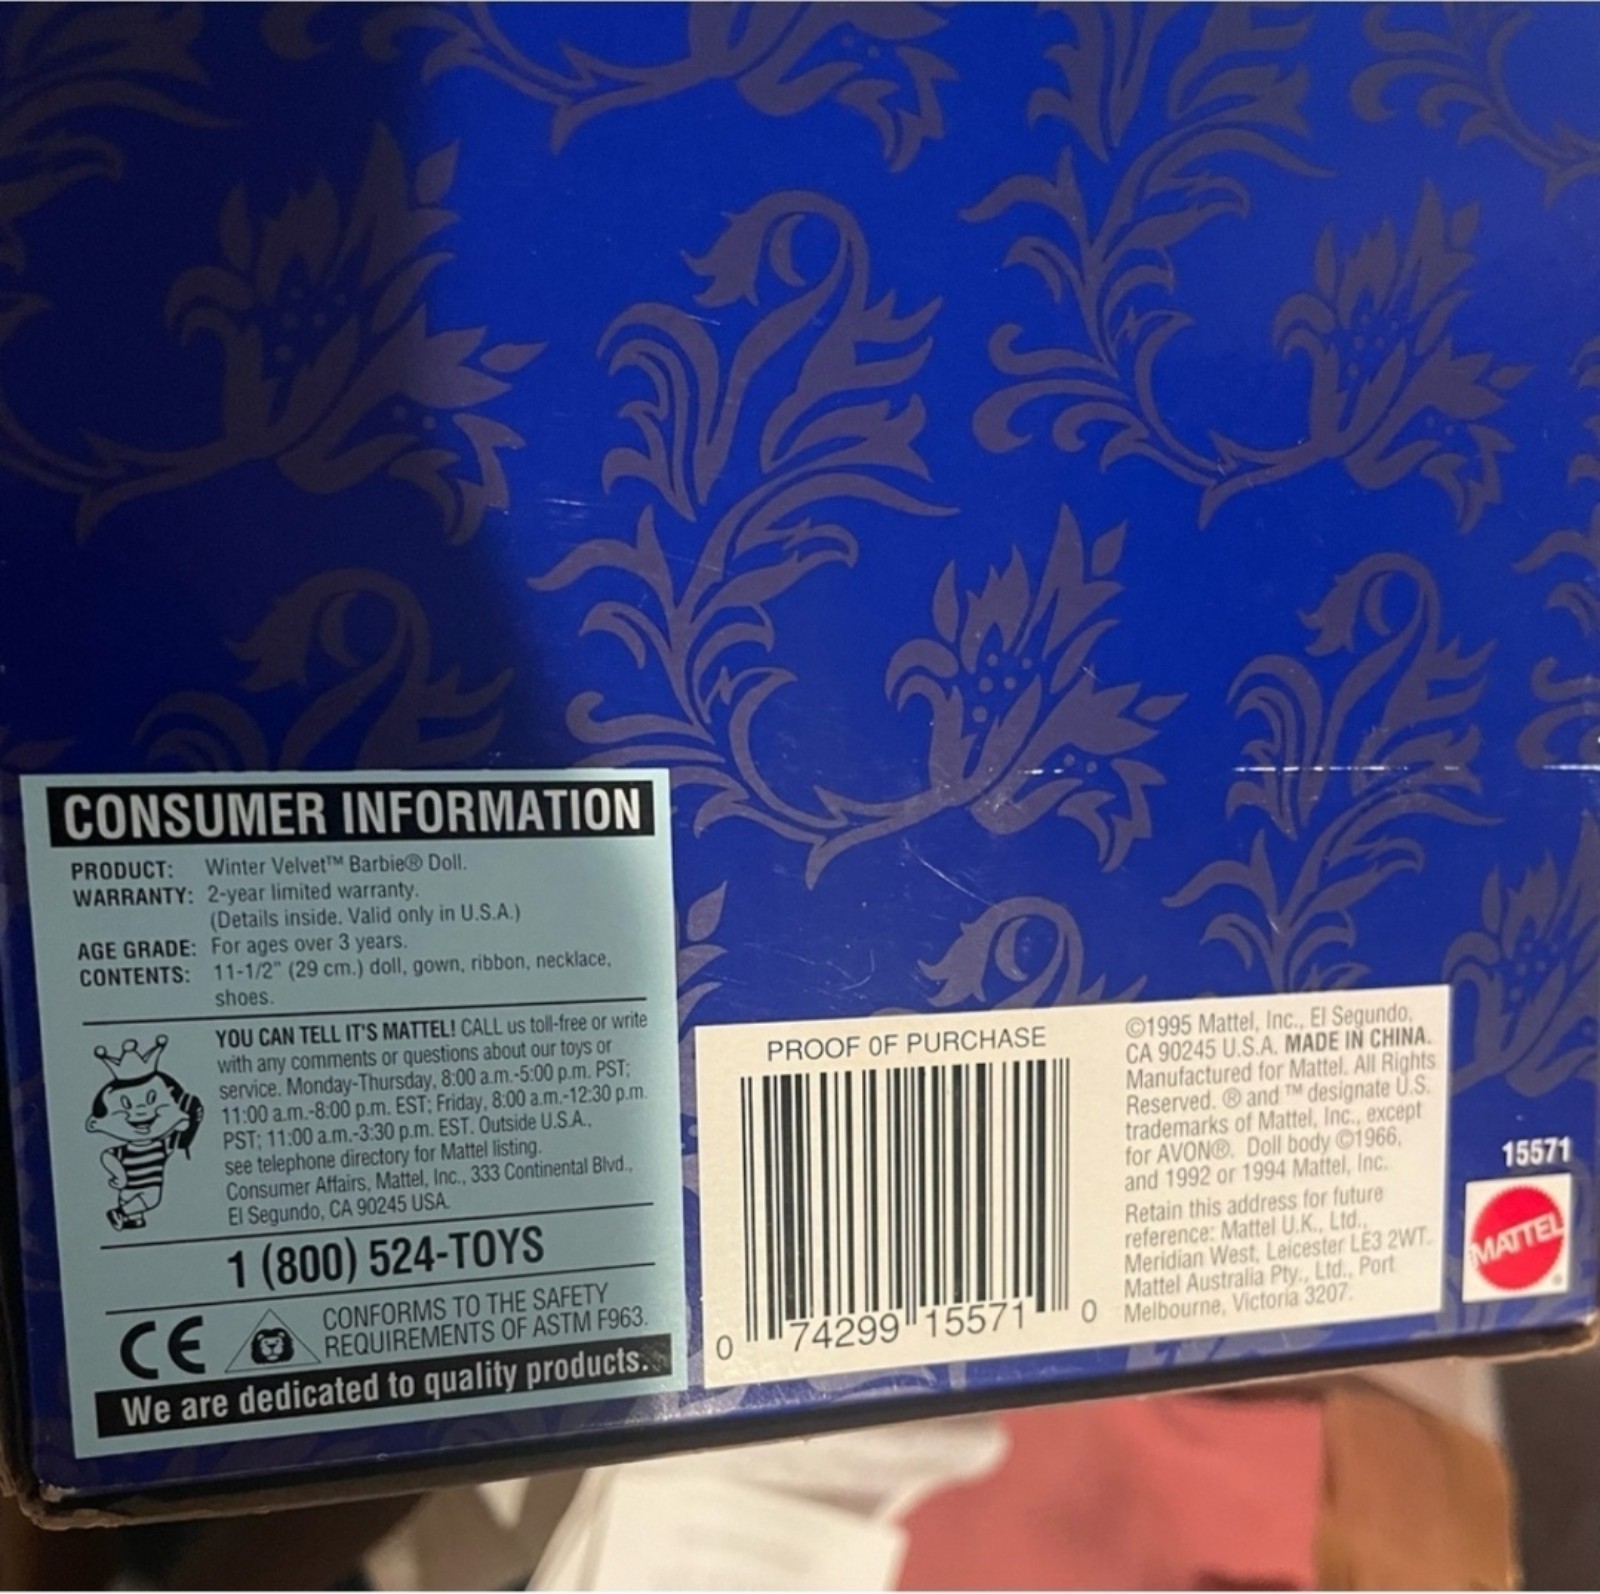 CONSUMER INFORMATION
PRODUCT: Winter Velvet™ Barbie® Doll.
WARRANTY: 2-year limited warranty.
(Details inside. Valid only in U.S.A.)
AGE GRADE: For ages over 3 years.
CONTENTS: 11-1/2" (29 cm.) doll, gown, ribbon, necklace,
shoes.
YOU CAN TELL IT'S MATTEL! CALL us toll-free or write
with any comments or questions about our toys or
service. Monday-Thursday, 8:00 a.m.-5:00 p.m. PST;
11:00 a.m.-8:00 p.m. EST; Friday, 8:00 a.m.-12:30 p.m.
PST; 11:00 a.m.-3:30 p.m. EST. Outside U.S.A.,
see telephone directory for Mattel listing.
Consumer Affairs, Mattel, Inc., 333 Continental Blvd.,
El Segundo, CA 90245 USA.
1 (800) 524-TOYS
CE
CONFORMS TO THE SAFETY
REQUIREMENTS OF ASTM F963.
We are dedicated to quality products.
PROOF OF PURCHASE
0 74299 15571 0
©1995 Mattel, Inc., El Segundo,
CA 90245 U.S.A. MADE IN CHINA.
Manufactured for Mattel. All Rights
Reserved. ® and ™ designate U.S.
trademarks of Mattel, Inc., except
for AVON®. Doll body ©1966,
and 1992 or 1994 Mattel, Inc.
Retain this address for future
reference: Mattel U.K., Ltd.,
Meridian West, Leicester LE3 2WT.
Mattel Australia Pty., Ltd., Port
Melbourne, Victoria 3207.
15571
MATTEL®